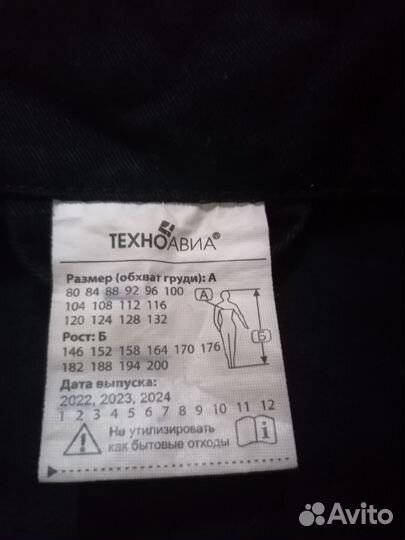 ТЕХНОАВИА®
Размер (обхват груди): А
80 84 88 92 96 100
104 108 112 116
120 124 128 132
А
Рост: Б
Б
146 152 158 164 170 176
182 188 194 200
Дата выпуска:
2022, 2023, 2024
1 2 3 4 5 6 7 8 9 10 11 12
Не утилизировать
как бытовые отходы
Avito